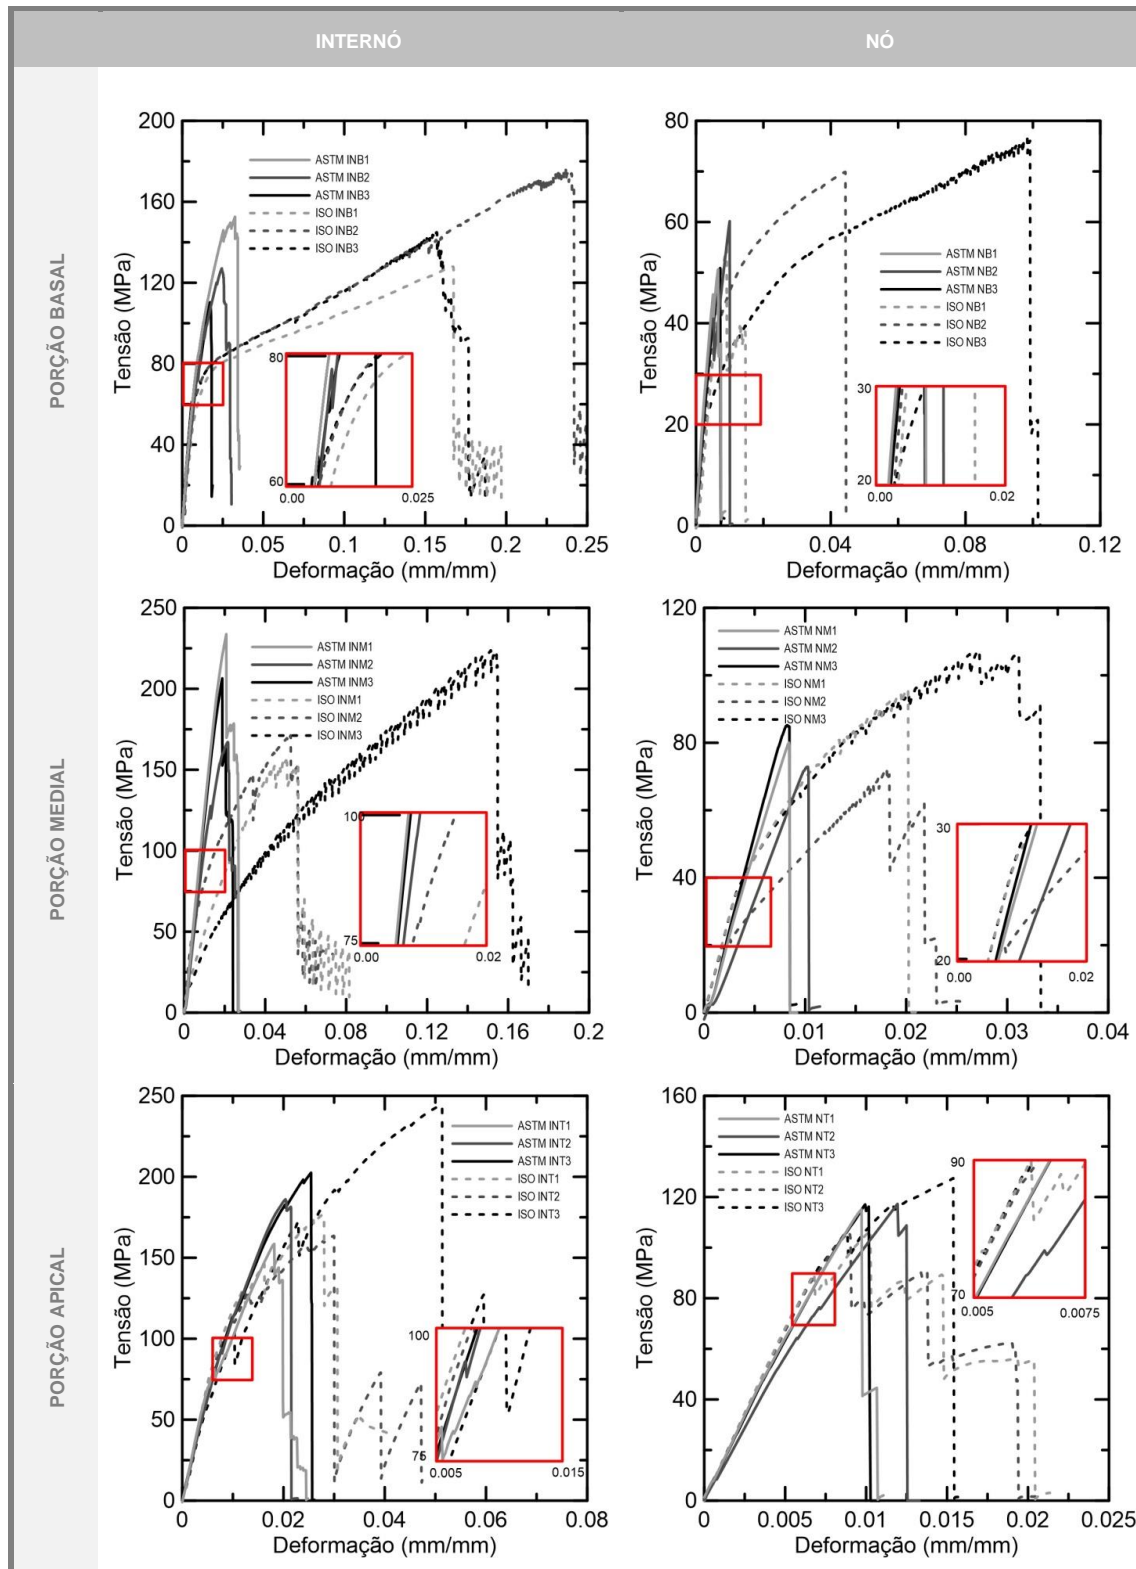 INTERNÓ
NÓ
PORÇÃO BASAL
200
160
120
80
40
0
Tensão (MPa)
ASTM INB1
ASTM INB2
ASTM INB3
ISO INB1
ISO INB2
ISO INB3
80
60
0.00
0.025
0
0.05
0.1
0.15
0.2
0.25
Deformação (mm/mm)
80
60
40
20
0
Tensão (MPa)
ASTM NB1
ASTM NB2
ASTM NB3
ISO NB1
ISO NB2
ISO NB3
30
20
0.00
0.02
0
0.04
0.08
0.12
Deformação (mm/mm)
PORÇÃO MEDIAL
250
200
150
100
50
0
Tensão (MPa)
ASTM INM1
ASTM INM2
ASTM INM3
ISO INM1
ISO INM2
ISO INM3
100
75
0.00
0.02
0
0.04
0.08
0.12
0.16
0.2
Deformação (mm/mm)
120
80
40
0
Tensão (MPa)
ASTM NM1
ASTM NM2
ASTM NM3
ISO NM1
ISO NM2
ISO NM3
30
20
0.00
0.02
0
0.01
0.02
0.03
0.04
Deformação (mm/mm)
PORÇÃO APICAL
250
200
150
100
50
0
Tensão (MPa)
ASTM INT1
ASTM INT2
ASTM INT3
ISO INT1
ISO INT2
ISO INT3
100
75
0.005
0.015
0
0.02
0.04
0.06
0.08
Deformação (mm/mm)
160
120
80
40
0
Tensão (MPa)
ASTM NT1
ASTM NT2
ASTM NT3
ISO NT1
ISO NT2
ISO NT3
90
70
0.005
0.0075
0
0.005
0.01
0.015
0.02
0.025
Deformação (mm/mm)